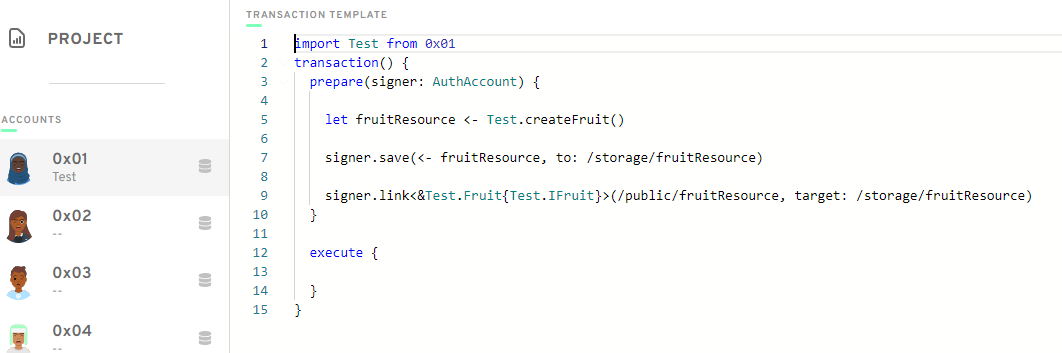 PROJECT
ACCOUNTS
0x01
Test
0x02
--
0x03
--
0x04
--
TRANSACTION TEMPLATE
1 import Test from 0x01
2 transaction() {
3   prepare(signer: AuthAccount) {
4
5     let fruitResource <- Test.createFruit()
6
7     signer.save(<- fruitResource, to: /storage/fruitResource)
8
9     signer.link<&Test.Fruit{Test.IFruit}>(/public/fruitResource, target: /storage/fruitResource)
10   }
11
12   execute {
13
14   }
15 }